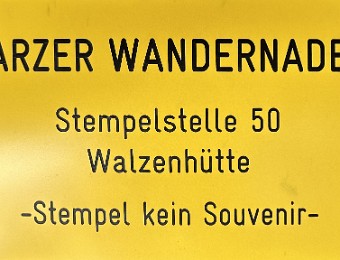 ARZER WANDERNADE
Stempelstelle 50
Walzenhütte
-Stempel kein Souvenir-